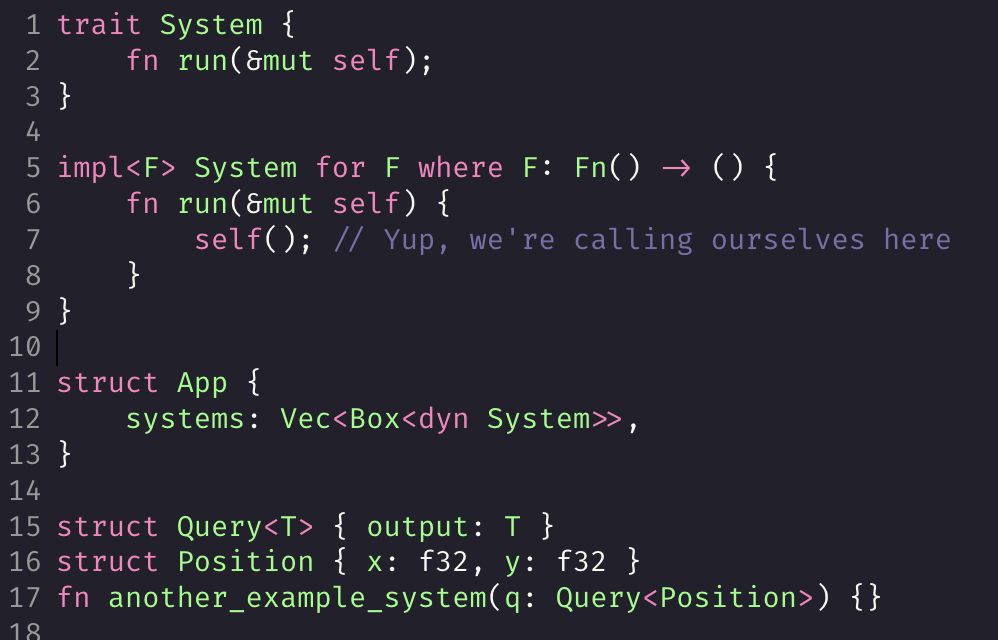 1 trait System {
2     fn run(&mut self);
3 }
4
5 impl<F> System for F where F: Fn() -> () {
6     fn run(&mut self) {
7         self(); // Yup, we're calling ourselves here
8     }
9 }
10
11 struct App {
12     systems: Vec<Box<dyn System>>,
13 }
14
15 struct Query<T> { output: T }
16 struct Position { x: f32, y: f32 }
17 fn another_example_system(q: Query<Position>) {}
18